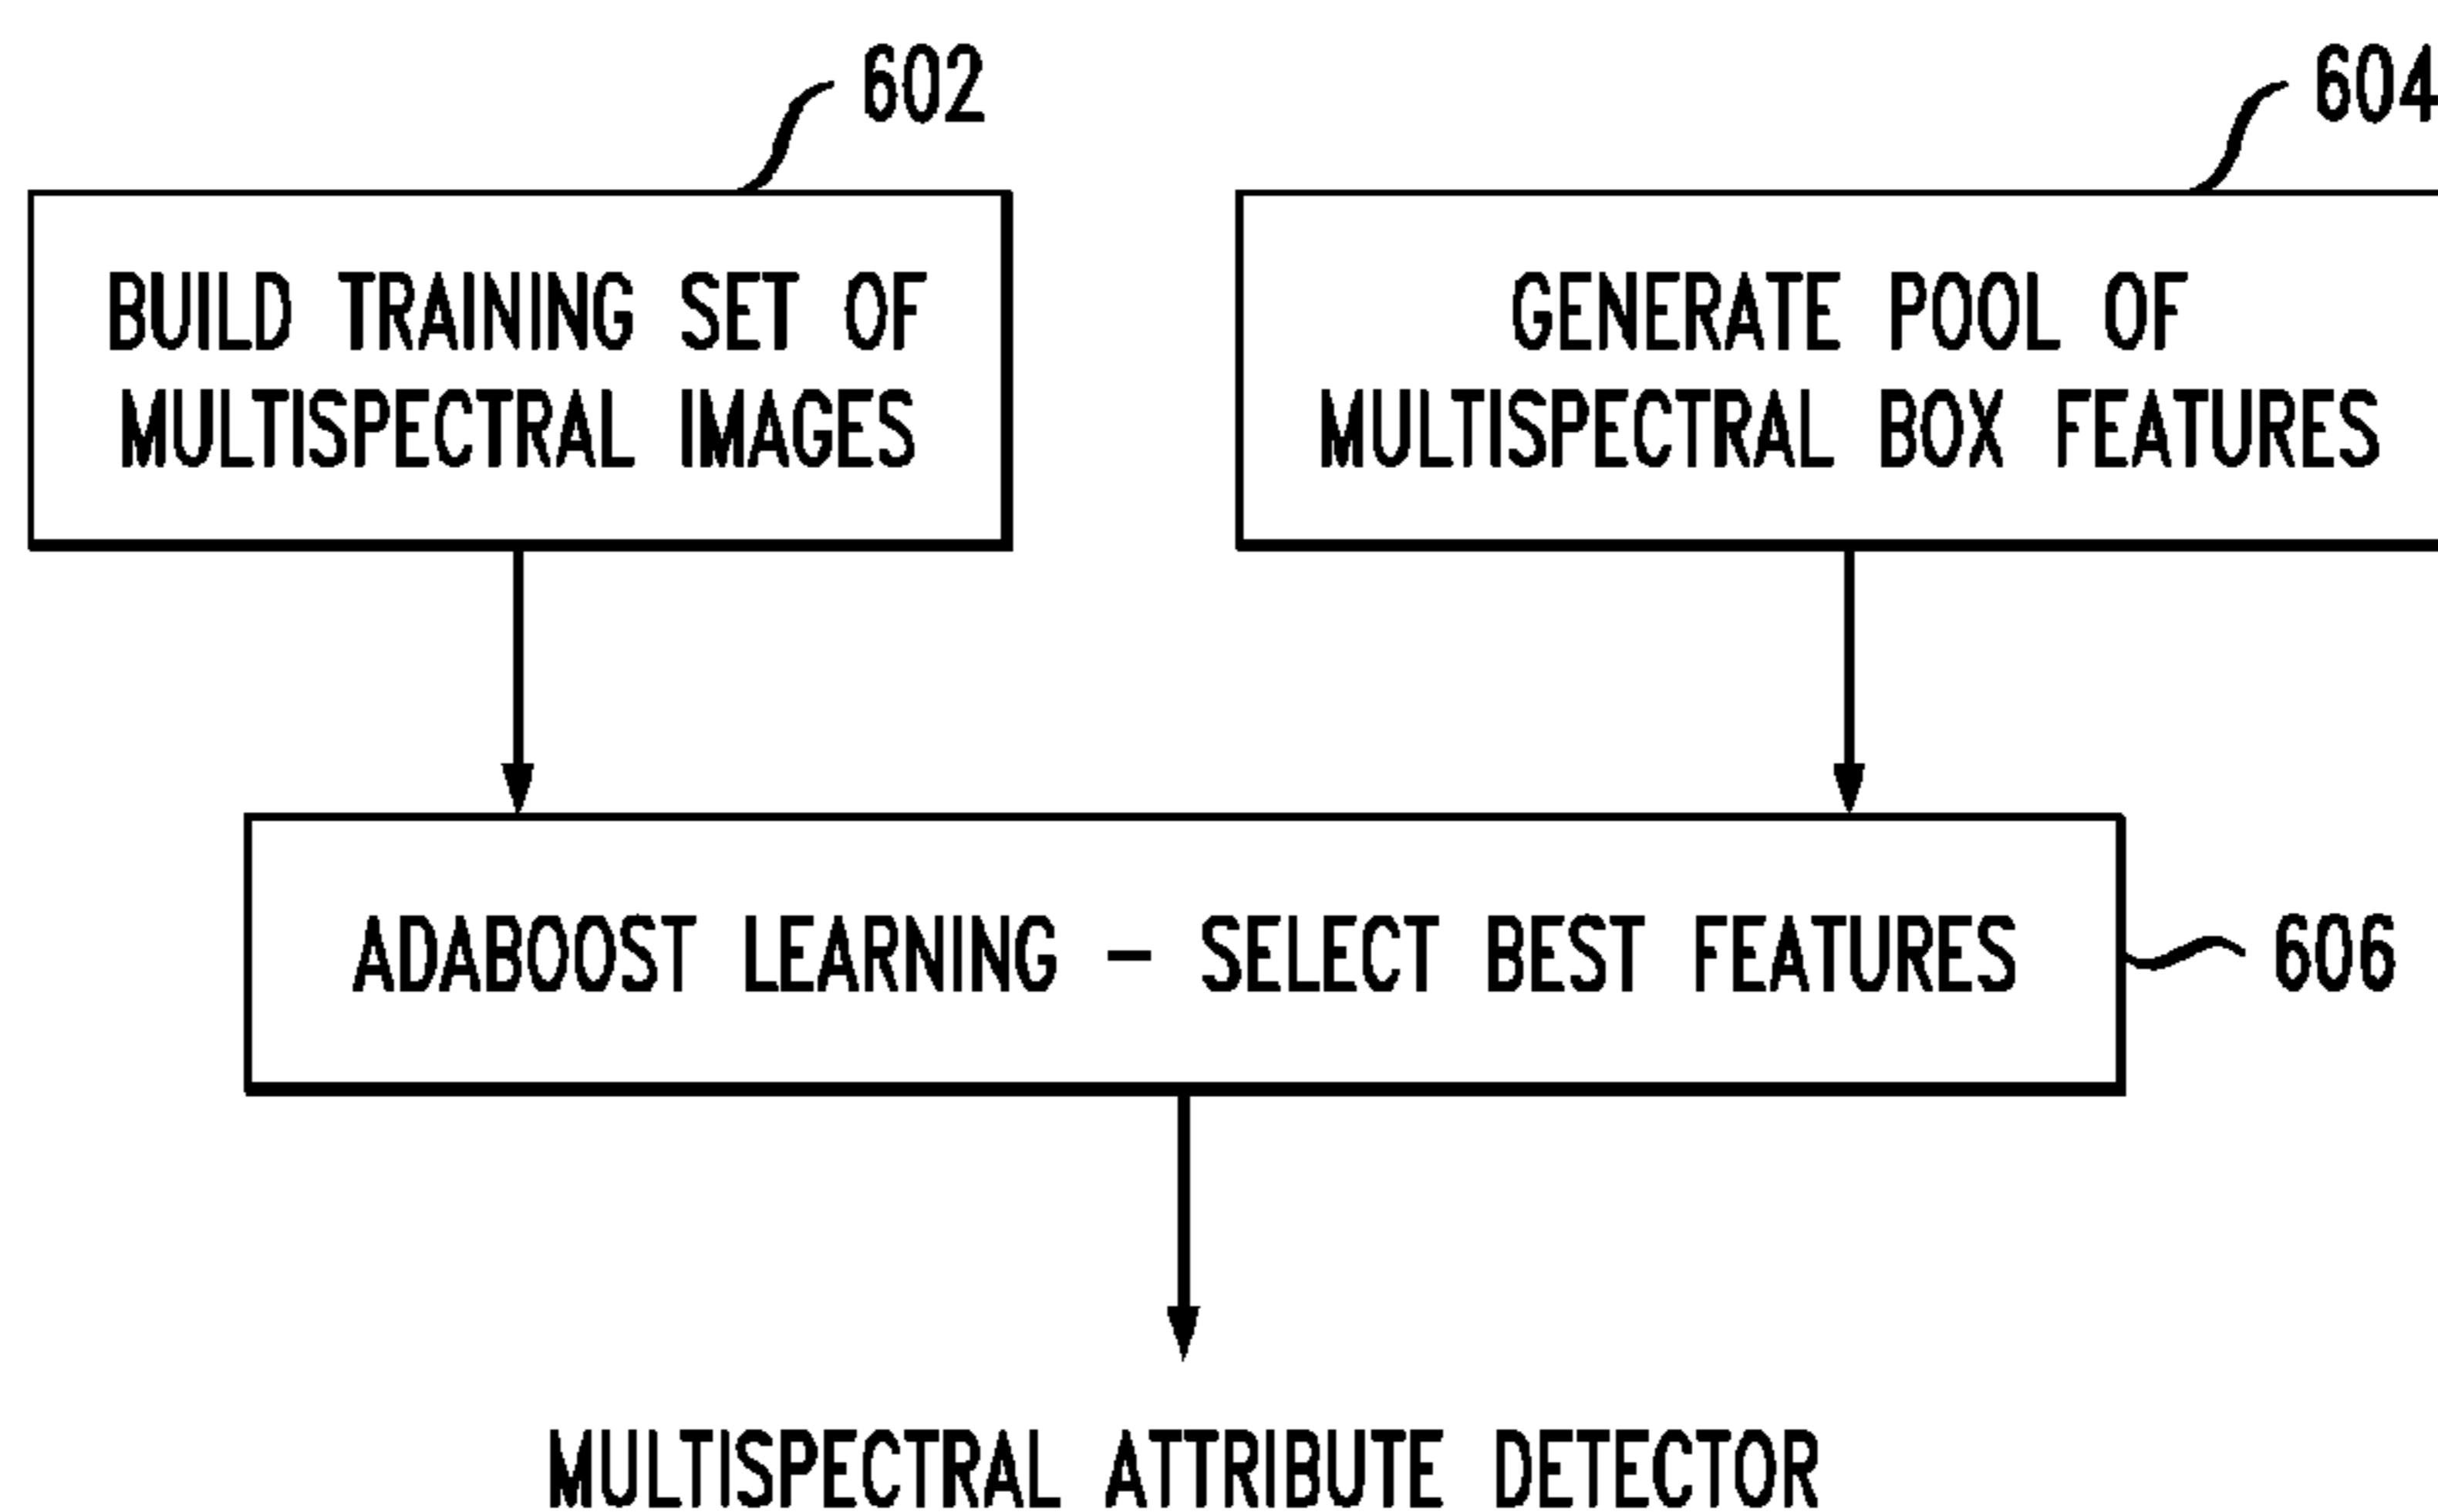 602
604
BUILD TRAINING SET OF
MULTISPECTRAL IMAGES
GENERATE POOL OF
MULTISPECTRAL BOX FEATURES
ADABOOST LEARNING – SELECT BEST FEATURES
606
MULTISPECTRAL ATTRIBUTE DETECTOR